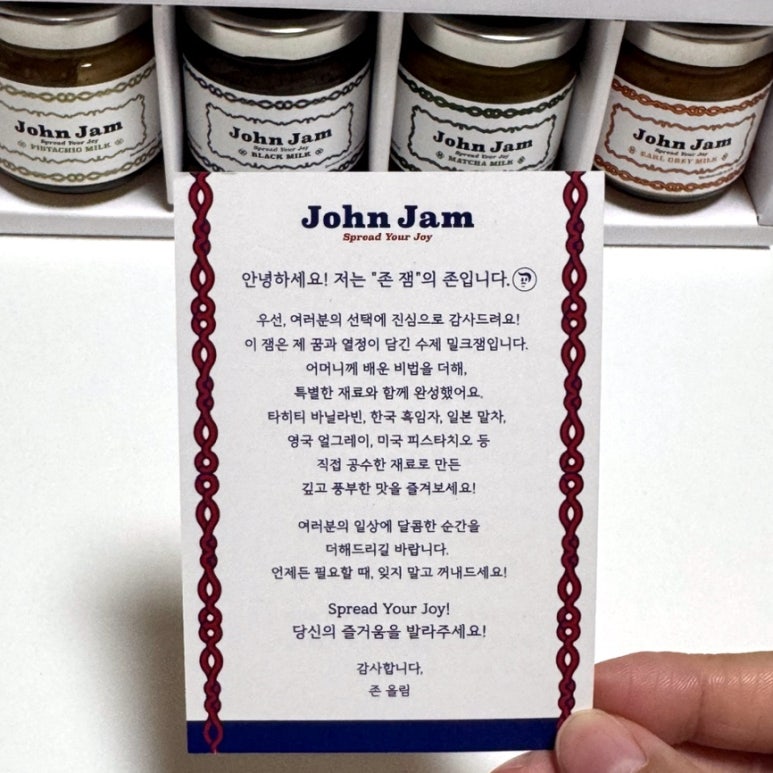 John Jam
Spread Your Joy
PISTACHIO MILK
John Jam
Spread Your Joy
BLACK MILK
John Jam
Spread Your Joy
MATCHA MILK
John Jam
Spread Your Joy
EARL GREY MILK
John Jam
Spread Your Joy
안녕하세요! 저는 "존 잼"의 존입니다.
우선, 여러분의 선택에 진심으로 감사드려요!
이 잼은 제 꿈과 열정이 담긴 수제 밀크잼입니다.
어머니께 배운 비법을 더해,
특별한 재료와 함께 완성했어요.
타히티 바닐라빈, 한국 흑임자, 일본 말차,
영국 얼그레이, 미국 피스타치오 등
직접 공수한 재료로 만든
깊고 풍부한 맛을 즐겨보세요!
여러분의 일상에 달콤한 순간을
더해드리길 바랍니다.
언제든 필요할 때, 잊지 말고 꺼내드세요!
Spread Your Joy!
당신의 즐거움을 발라주세요!
감사합니다,
존 올림